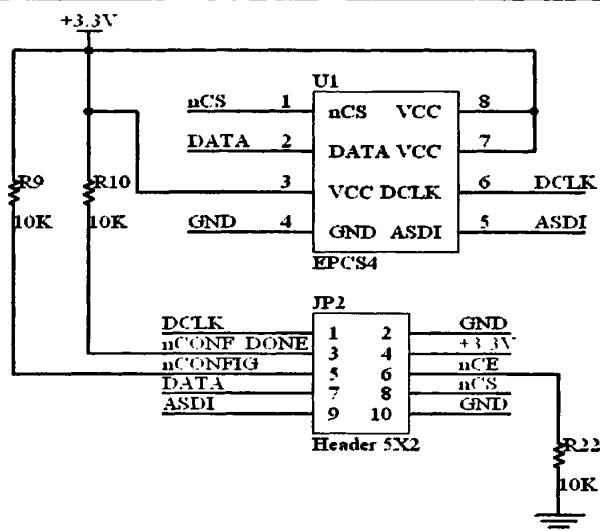 +3.3V
U1
nCS 1 nCS VCC 8
DATA 2 DATA VCC 7
3 VCC DCLK 6 DCLK
GND 4 GND ASDI 5 ASDI
EPCS4
R9 R10
10K 10K
JP2
DCLK 1 2 GND
nCONF_DONE 3 4 +3.3V
nCONFIG 5 6 nCE
DATA 7 8 nCS
ASDI 9 10 GND
Header 5X2
R22
10K